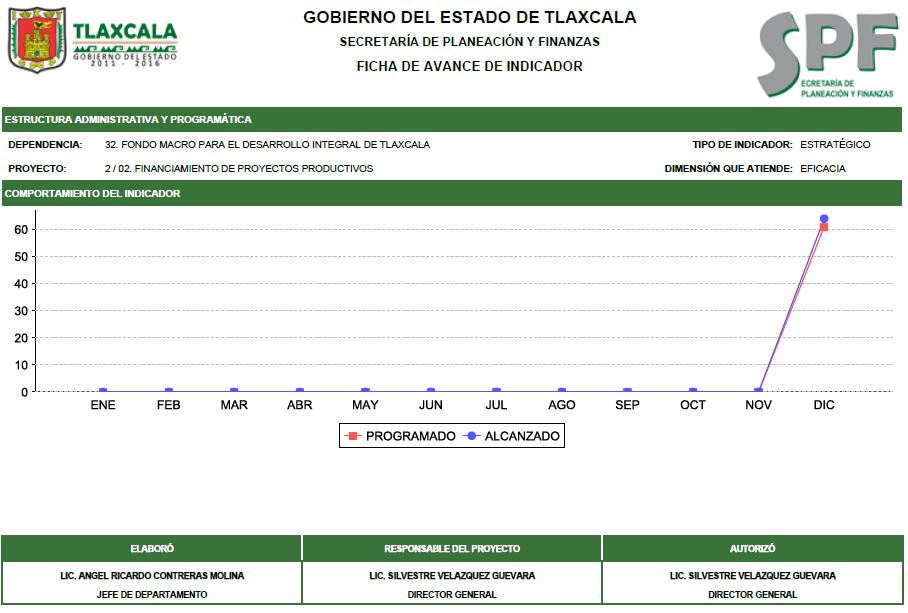 TLAXCALA
GOBIERNO DEL ESTADO
2011 - 2016
GOBIERNO DEL ESTADO DE TLAXCALA
SECRETARÍA DE PLANEACIÓN Y FINANZAS
FICHA DE AVANCE DE INDICADOR
SPF
ECRETARÍA DE
PLANEACIÓN Y FINANZAS
ESTRUCTURA ADMINISTRATIVA Y PROGRAMÁTICA
DEPENDENCIA: 32. FONDO MACRO PARA EL DESARROLLO INTEGRAL DE TLAXCALA TIPO DE INDICADOR: ESTRATÉGICO
PROYECTO: 2 / 02. FINANCIAMIENTO DE PROYECTOS PRODUCTIVOS DIMENSIÓN QUE ATIENDE: EFICACIA
COMPORTAMIENTO DEL INDICADOR
60
50
40
30
20
10
0
ENE FEB MAR ABR MAY JUN JUL AGO SEP OCT NOV DIC
PROGRAMADO ALCANZADO
ELABORÓ RESPONSABLE DEL PROYECTO AUTORIZÓ
LIC. ANGEL RICARDO CONTRERAS MOLINA LIC. SILVESTRE VELAZQUEZ GUEVARA LIC. SILVESTRE VELAZQUEZ GUEVARA
JEFE DE DEPARTAMENTO DIRECTOR GENERAL DIRECTOR GENERAL